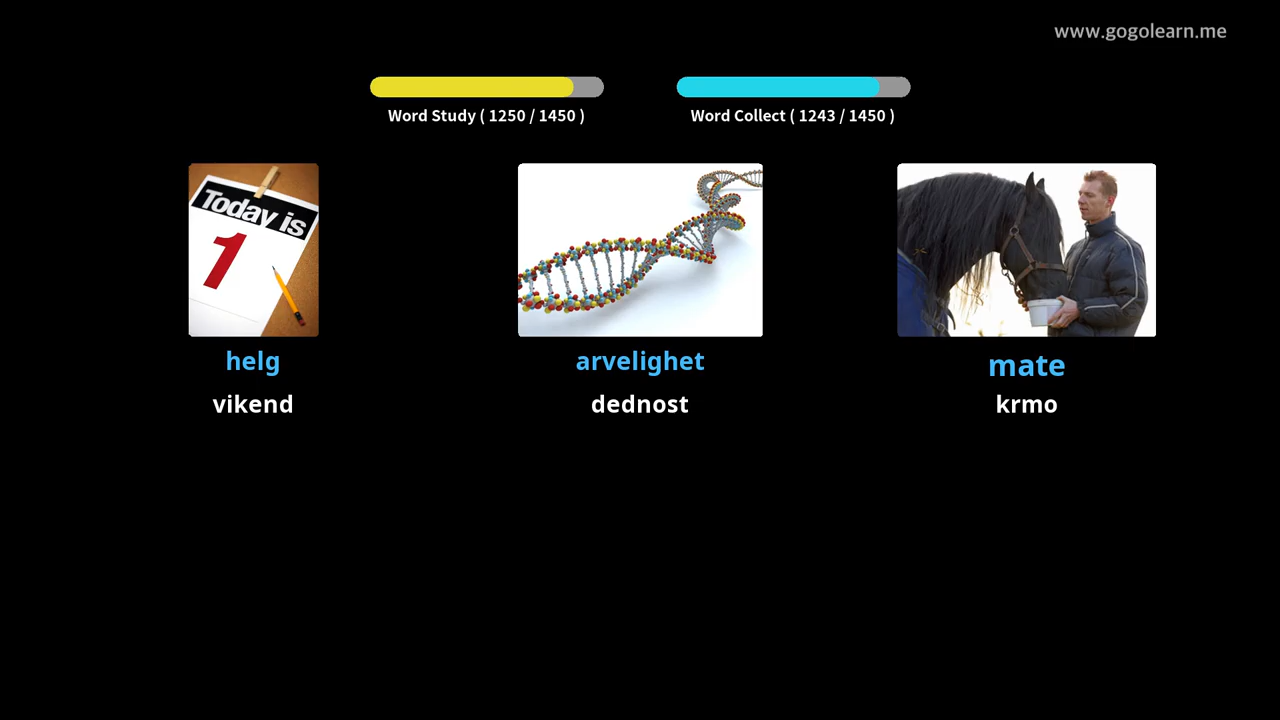 www.gogolearn.me
Word Study ( 1250 / 1450 )
Word Collect ( 1243 / 1450 )
Today is
1
helg
arvelighet
mate
vikend
dednost
krmo